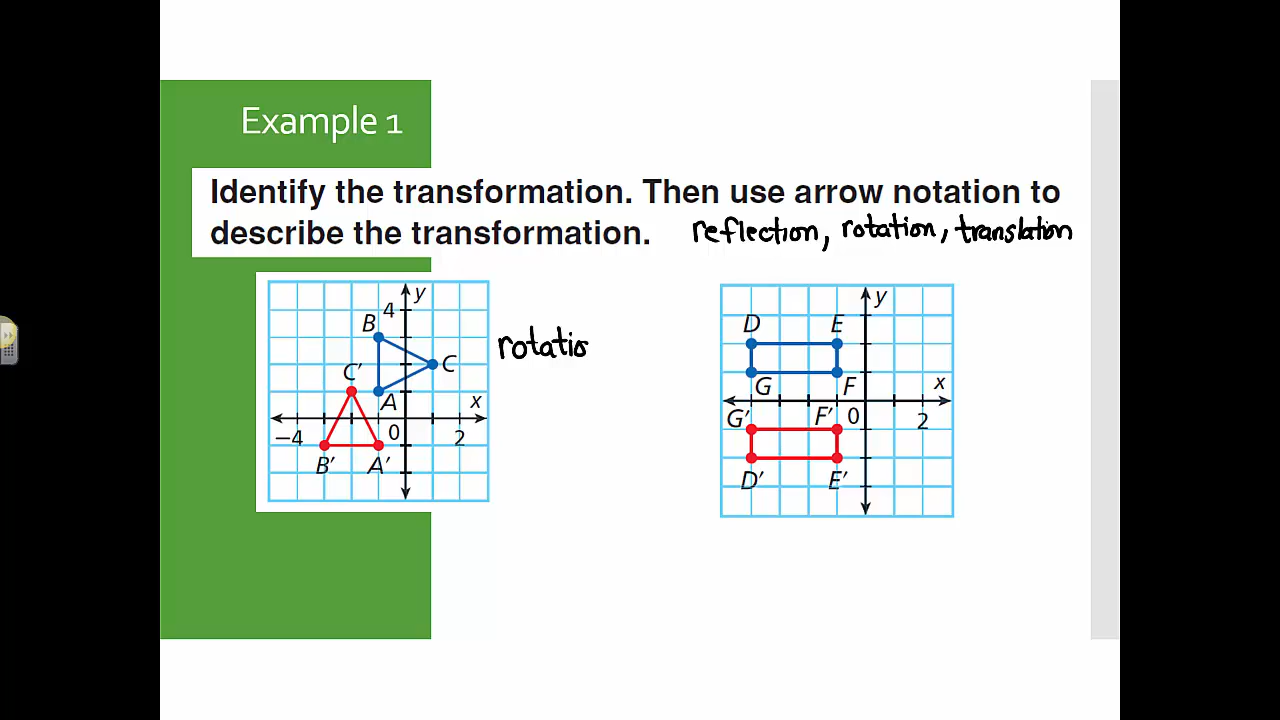 Example 1
Identify the transformation. Then use arrow notation to
describe the transformation. reflection, rotation, translation
y
4
B
rotatio
C
C′
A
x
−4
0
2
B′
A′
y
D
E
x
G
F
G′
F′
0
2
D′
E′